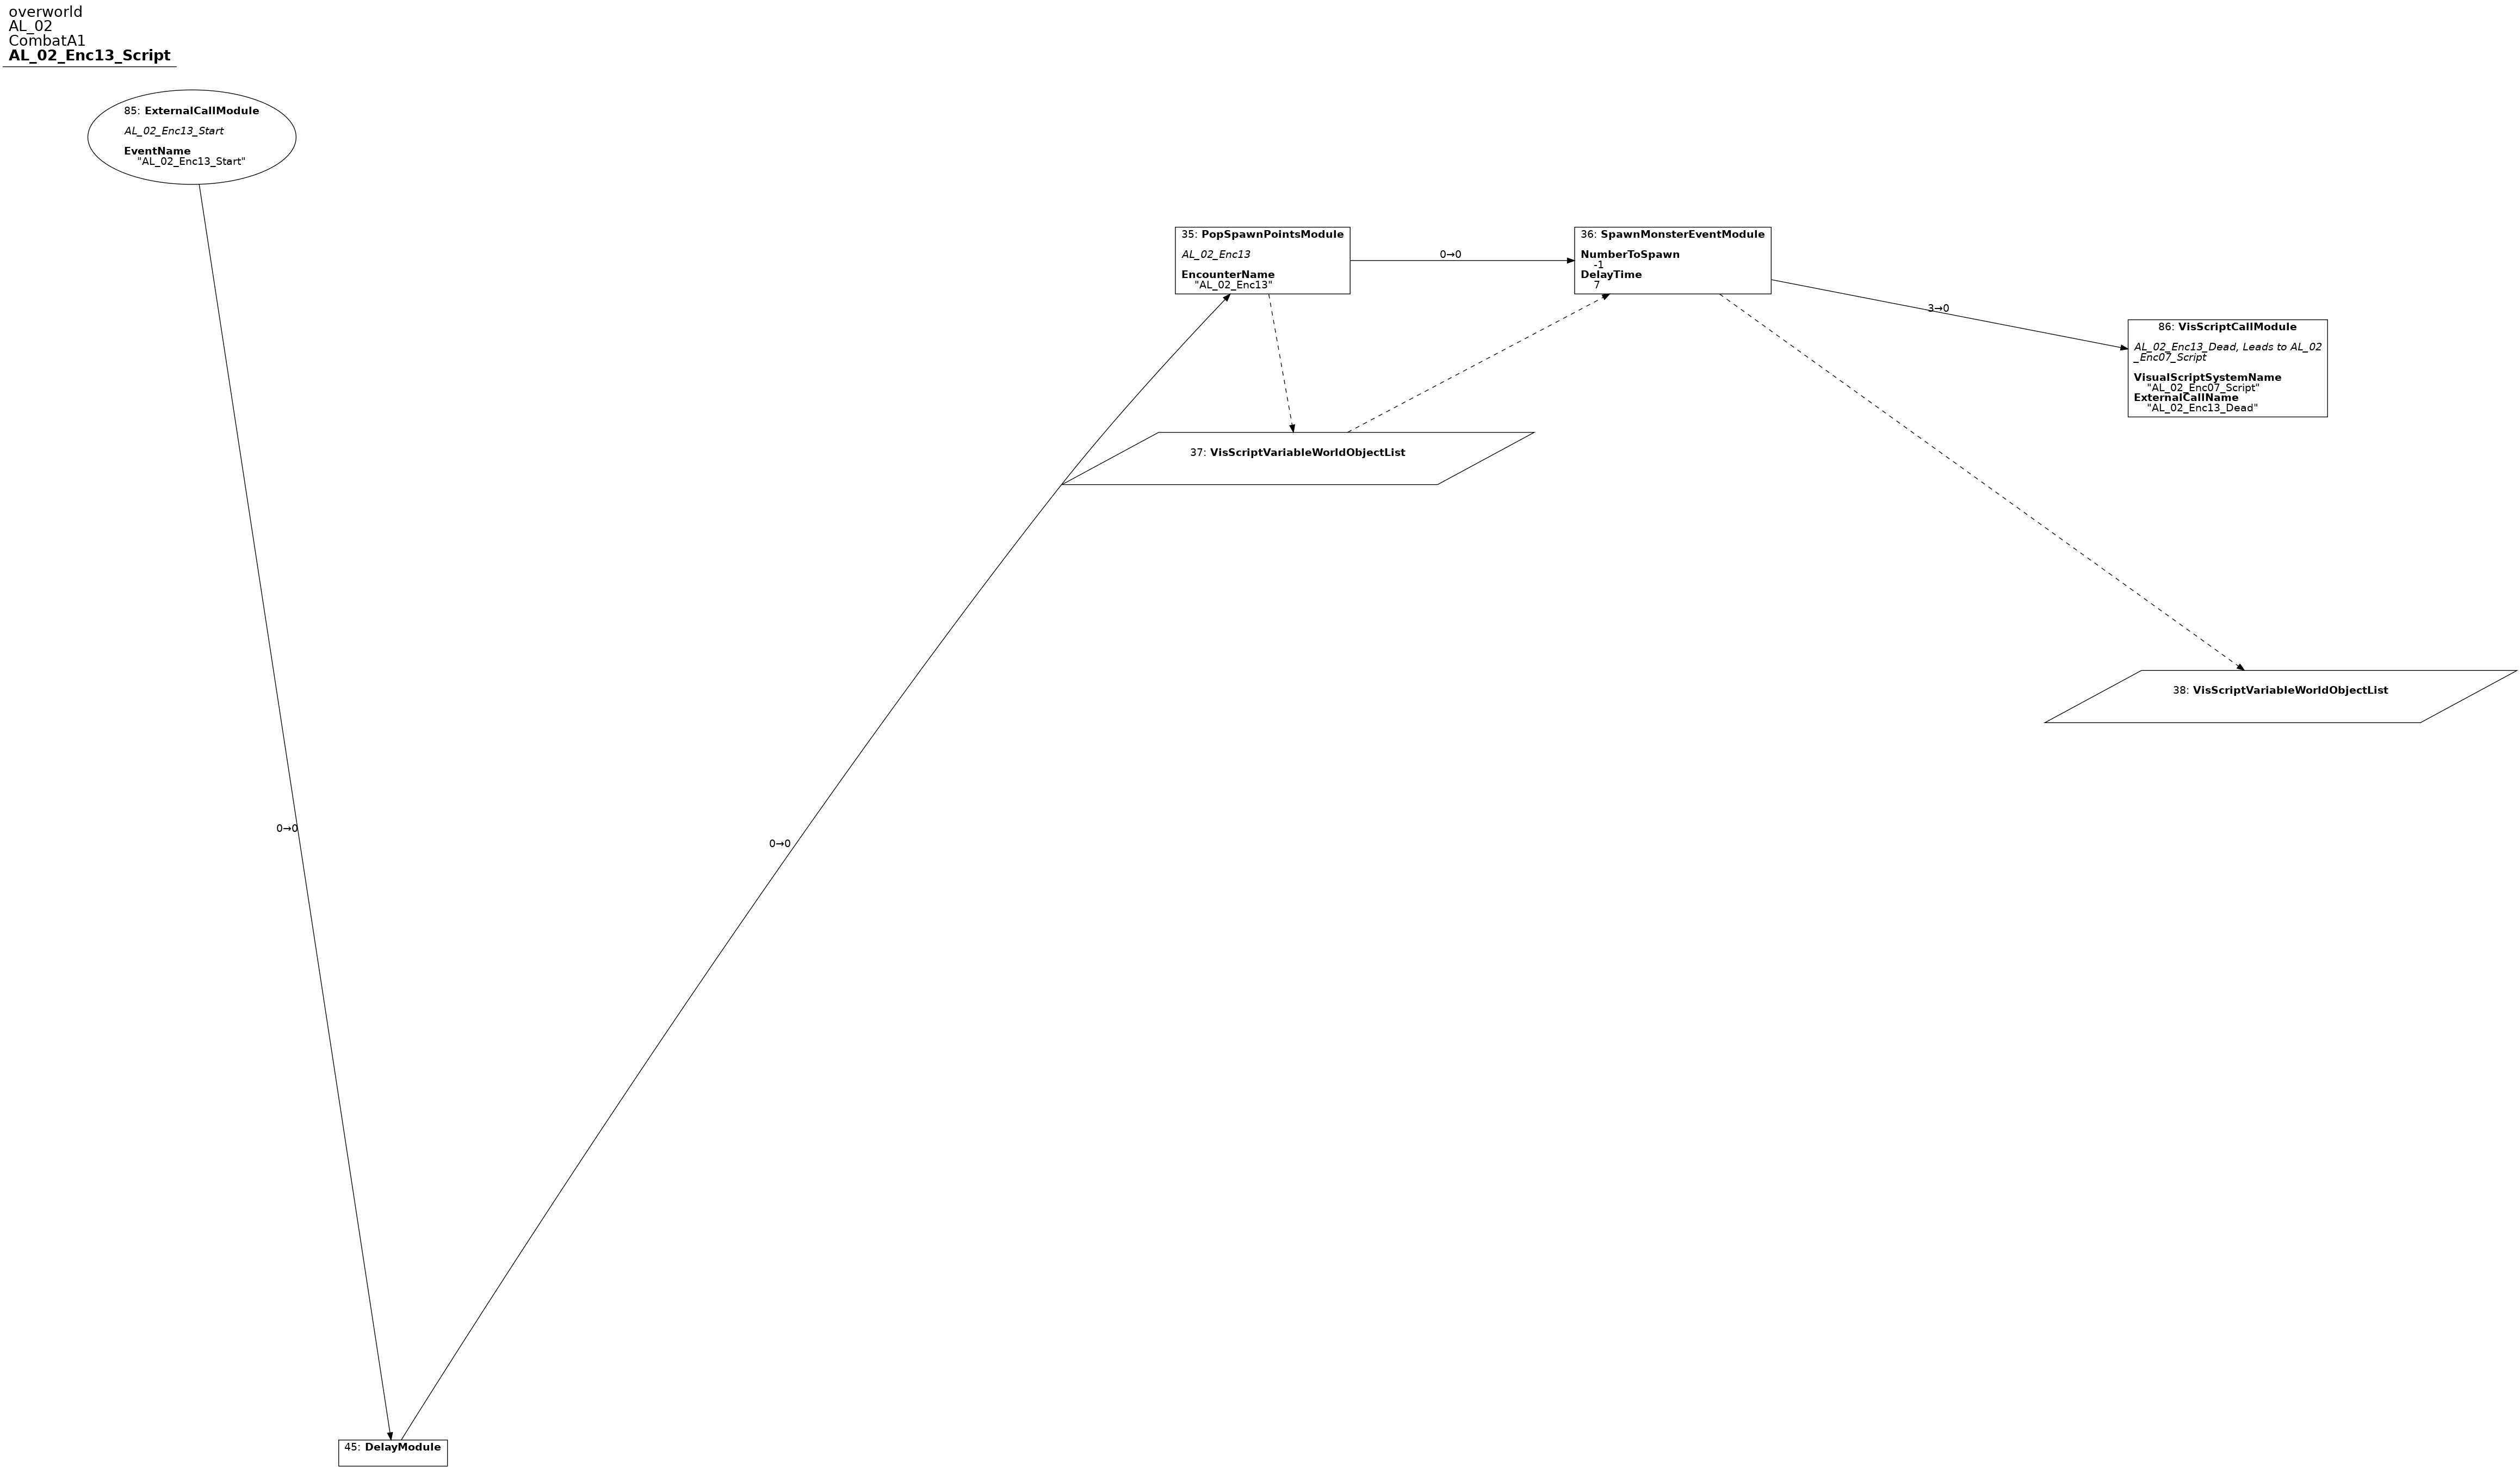 overworld
AL_02
CombatA1
AL_02_Enc13_Script
85: ExternalCallModule
AL_02_Enc13_Start
EventName
"AL_02_Enc13_Start"
35: PopSpawnPointsModule
AL_02_Enc13
EncounterName
"AL_02_Enc13"
0→0
36: SpawnMonsterEventModule
NumberToSpawn
-1
DelayTime
7
3→0
86: VisScriptCallModule
AL_02_Enc13_Dead, Leads to AL_02
_Enc07_Script
VisualScriptSystemName
"AL_02_Enc07_Script"
ExternalCallName
"AL_02_Enc13_Dead"
37: VisScriptVariableWorldObjectList
38: VisScriptVariableWorldObjectList
0→0
0→0
45: DelayModule